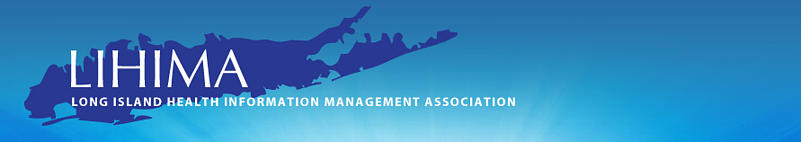 LIHIMA
LONG ISLAND HEALTH INFORMATION MANAGEMENT ASSOCIATION